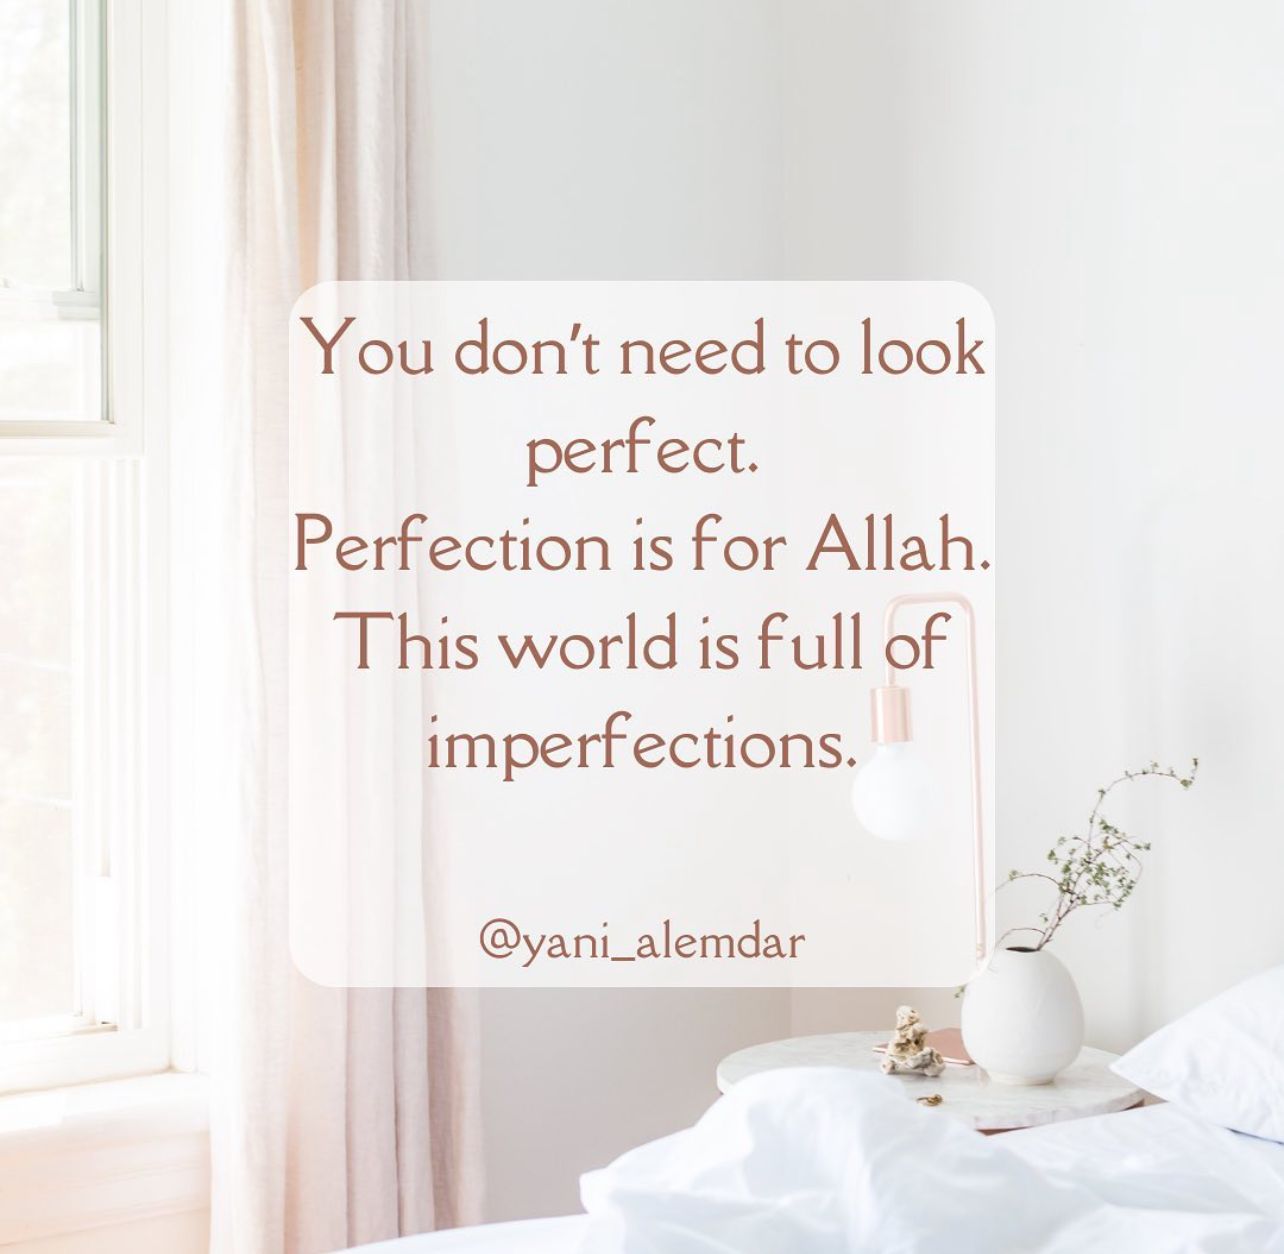 You don't need to look
perfect.
Perfection is for Allah.
This world is full of
imperfections.
@yani_alemdar